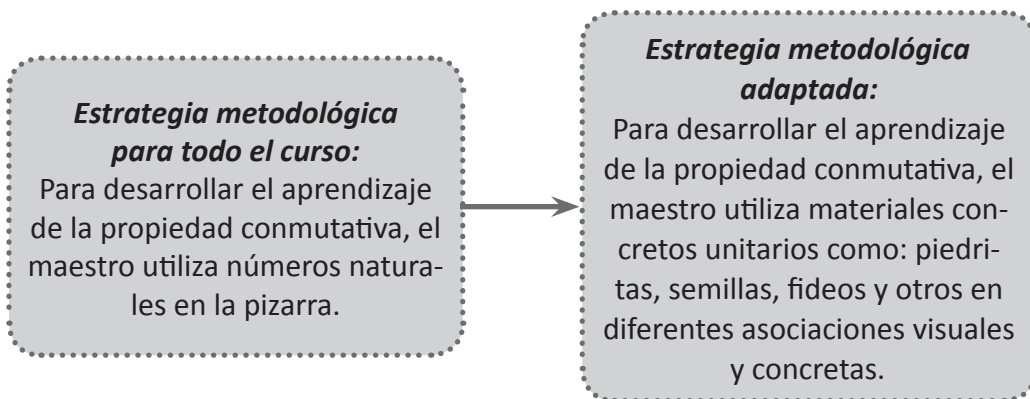 Estrategia metodológica
para todo el curso:
Para desarrollar el aprendizaje
de la propiedad conmutativa, el
maestro utiliza números natura-
les en la pizarra.
Estrategia metodológica
adaptada:
Para desarrollar el aprendizaje
de la propiedad conmutativa, el
maestro utiliza materiales con-
cretos unitarios como: piedri-
tas, semillas, fideos y otros en
diferentes asociaciones visuales
y concretas.